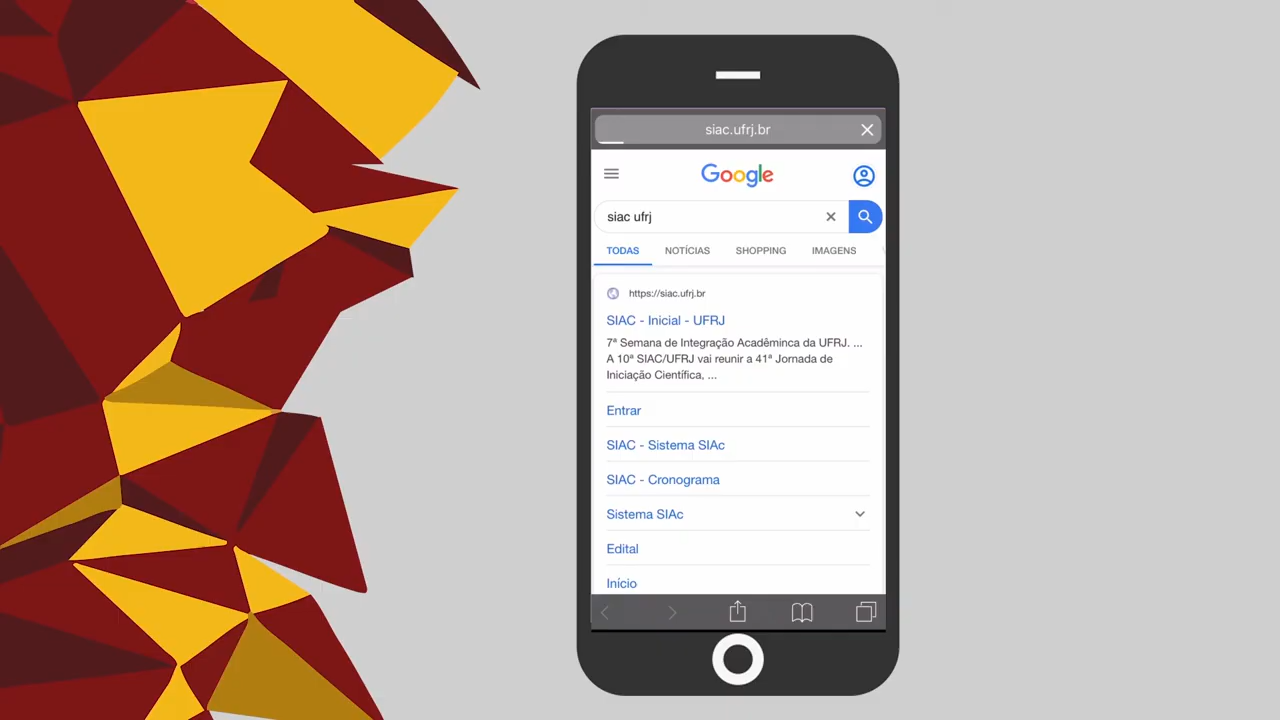 siac.ufrj.br
Google
siac ufrj
TODAS NOTÍCIAS SHOPPING IMAGENS
https://siac.ufrj.br
SIAC - Inicial - UFRJ
7ª Semana de Integração Acadêminca da UFRJ. ...
A 10ª SIAC/UFRJ vai reunir a 41ª Jornada de
Iniciação Científica, ...
Entrar
SIAC - Sistema SIAc
SIAC - Cronograma
Sistema SIAc
Edital
Início